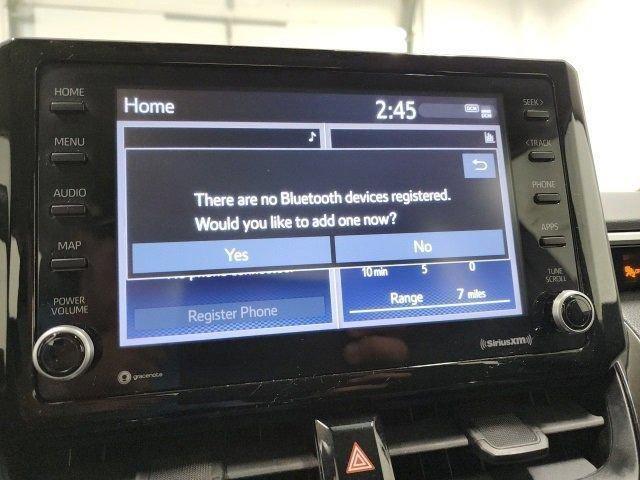 HOME
MENU
AUDIO
MAP
POWER
VOLUME
gracenote
Home
2:45
DCM
DCM
There are no Bluetooth devices registered.
Would you like to add one now?
Yes
No
10 min 5 0
Register Phone
Range 7 miles
SEEK>
<TRACK
PHONE
APPS
TUNE
SCROLL
SiriusXM